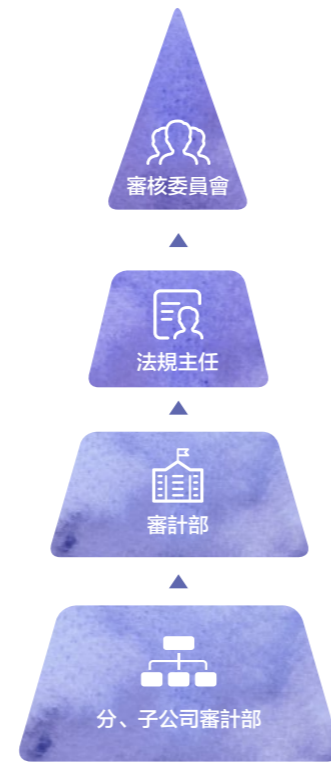 審核委員會
法規主任
審計部
分、子公司審計部